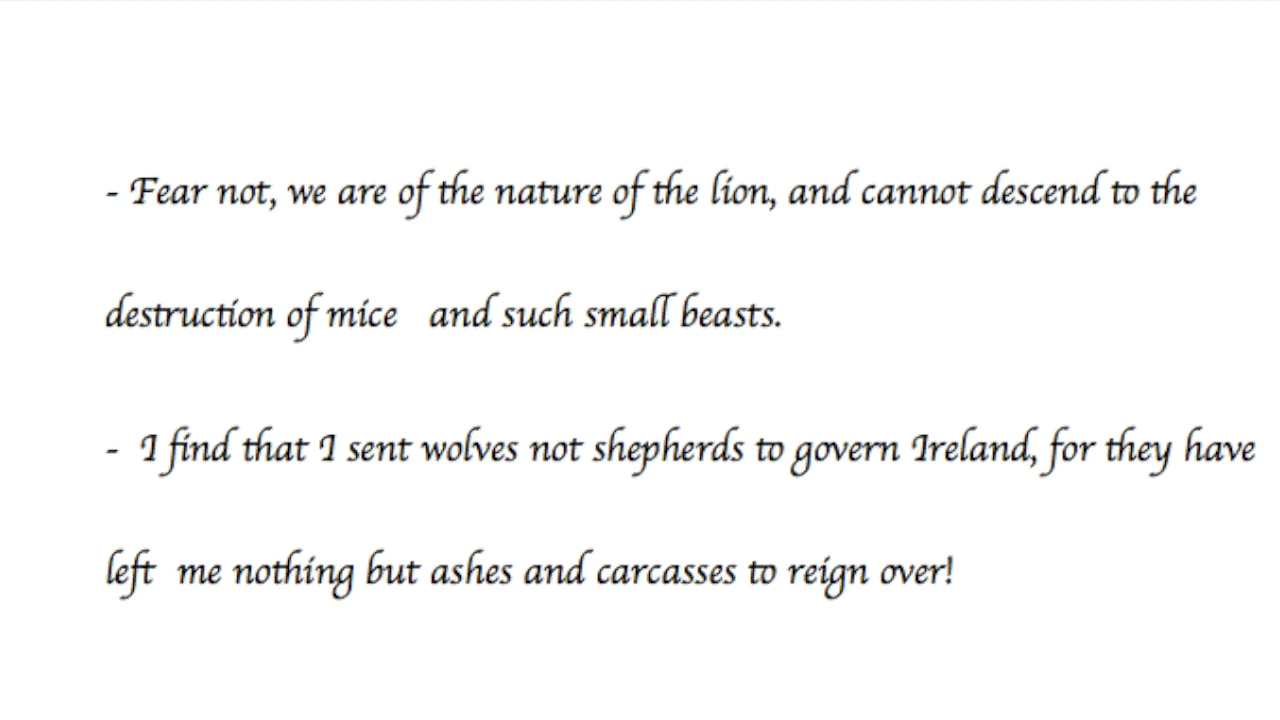 - Fear not, we are of the nature of the lion, and cannot descend to the
destruction of mice   and such small beasts.
-  I find that I sent wolves not shepherds to govern Ireland, for they have
left  me nothing but ashes and carcasses to reign over!